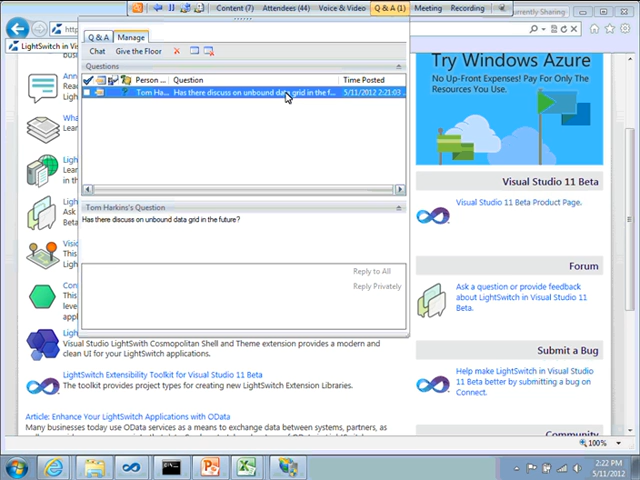 Content (7)
Attendees (44)
Voice & Video
Q & A (1)
Meeting
Recording
Currently Sharing
Q & A
Manage
LightSwitch in Visu
Chat
Give the Floor
Questions
Person ...
Question
Time Posted
Tom Ha...
Has there discuss on unbound data grid in the f...
5/11/2012 2:21:03 ...
Tom Harkins's Question
Has there discuss on unbound data grid in the future?
Reply to All
Reply Privately
Try Windows Azure
No Up-Front Expenses! Pay For Only The
Resources You Use.
Visual Studio 11 Beta
Visual Studio 11 Beta Product Page.
Forum
Ask a question or provide feedback
about LightSwitch in Visual Studio 11
Beta.
Submit a Bug
Help make LightSwitch in Visual Studio
11 Beta better by submitting a bug on
Connect.
Community
Visual Studio LightSwith Cosmopolitan Shell and Theme extension provides a modern and
clean UI for your LightSwitch applications.
LightSwitch Extensibility Toolkit for Visual Studio 11 Beta
The toolkit provides project types for creating new LightSwitch Extension Libraries.
Article: Enhance Your LightSwitch Applications with OData
Many businesses today use OData services as a means to exchange data between systems, partners, as
100%
2:22 PM
5/11/2012